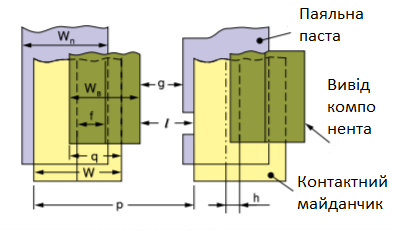 Паяльна
паста
Wп
Wв
g
Вивід
компо
нента
f
l
q
W
Контактний
майданчик
p
h